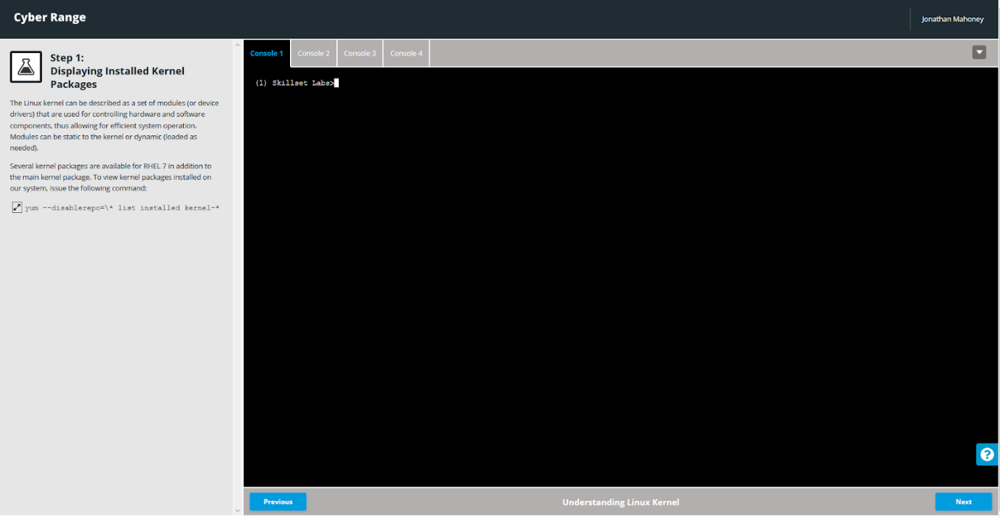 Cyber Range
Jonathan Mahoney
Step 1:
Displaying Installed Kernel
Packages
The Linux kernel can be described as a set of modules (or device
drivers) that are used for controlling hardware and software
components, thus allowing for efficient system operation.
Modules can be static to the kernel or dynamic (loaded as
needed).
Several kernel packages are available for RHEL 7 in addition to
the main kernel package. To view kernel packages installed on
our system, issue the following command:
yum --disablerepo=\* list installed kernel-*
Console 1
Console 2
Console 3
Console 4
(1) Skillset Labs>
?
Previous
Understanding Linux Kernel
Next